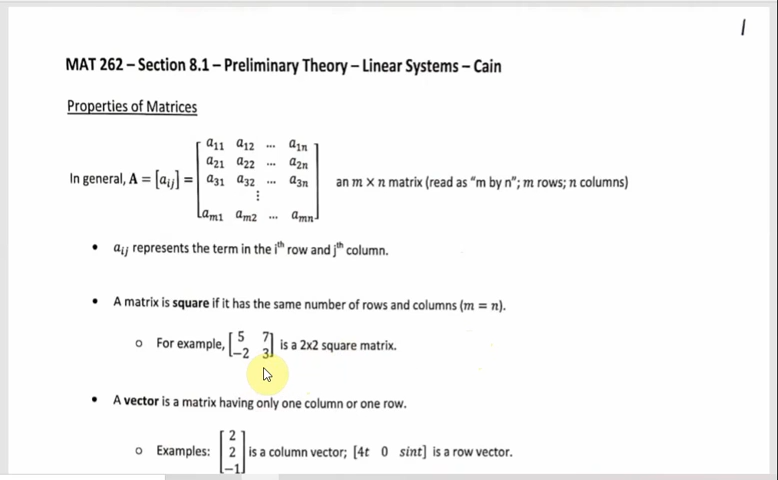 1
MAT 262 – Section 8.1 – Preliminary Theory – Linear Systems – Cain
Properties of Matrices
In general, A = [aᵢⱼ] = [a₁₁ a₁₂ ... a₁ₙ
a₂₁ a₂₂ ... a₂ₙ
a₃₁ a₃₂ ... a₃ₙ
⋮
aₘ₁ aₘ₂ ... aₘₙ] an m × n matrix (read as "m by n"; m rows; n columns)
• aᵢⱼ represents the term in the iᵗʰ row and jᵗʰ column.
• A matrix is square if it has the same number of rows and columns (m = n).
o For example, [5 7
−2 3] is a 2x2 square matrix.
• A vector is a matrix having only one column or one row.
o Examples: [2
2
−1] is a column vector; [4t 0 sint] is a row vector.